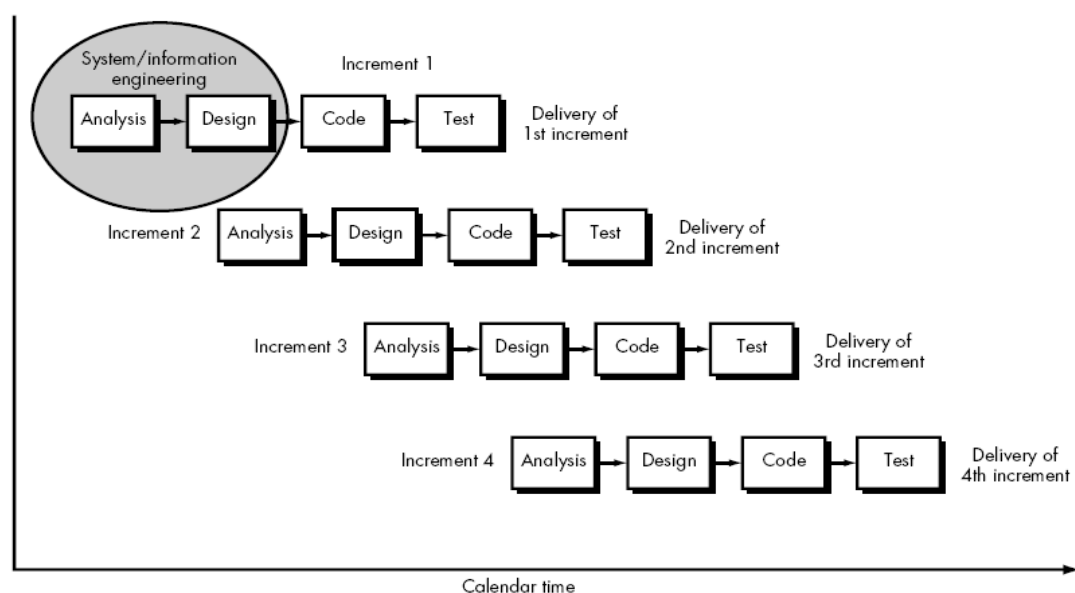 System/information
engineering
Increment 1
Analysis
Design
Code
Test
Delivery of
1st increment
Increment 2
Analysis
Design
Code
Test
Delivery of
2nd increment
Increment 3
Analysis
Design
Code
Test
Delivery of
3rd increment
Increment 4
Analysis
Design
Code
Test
Delivery of
4th increment
Calendar time